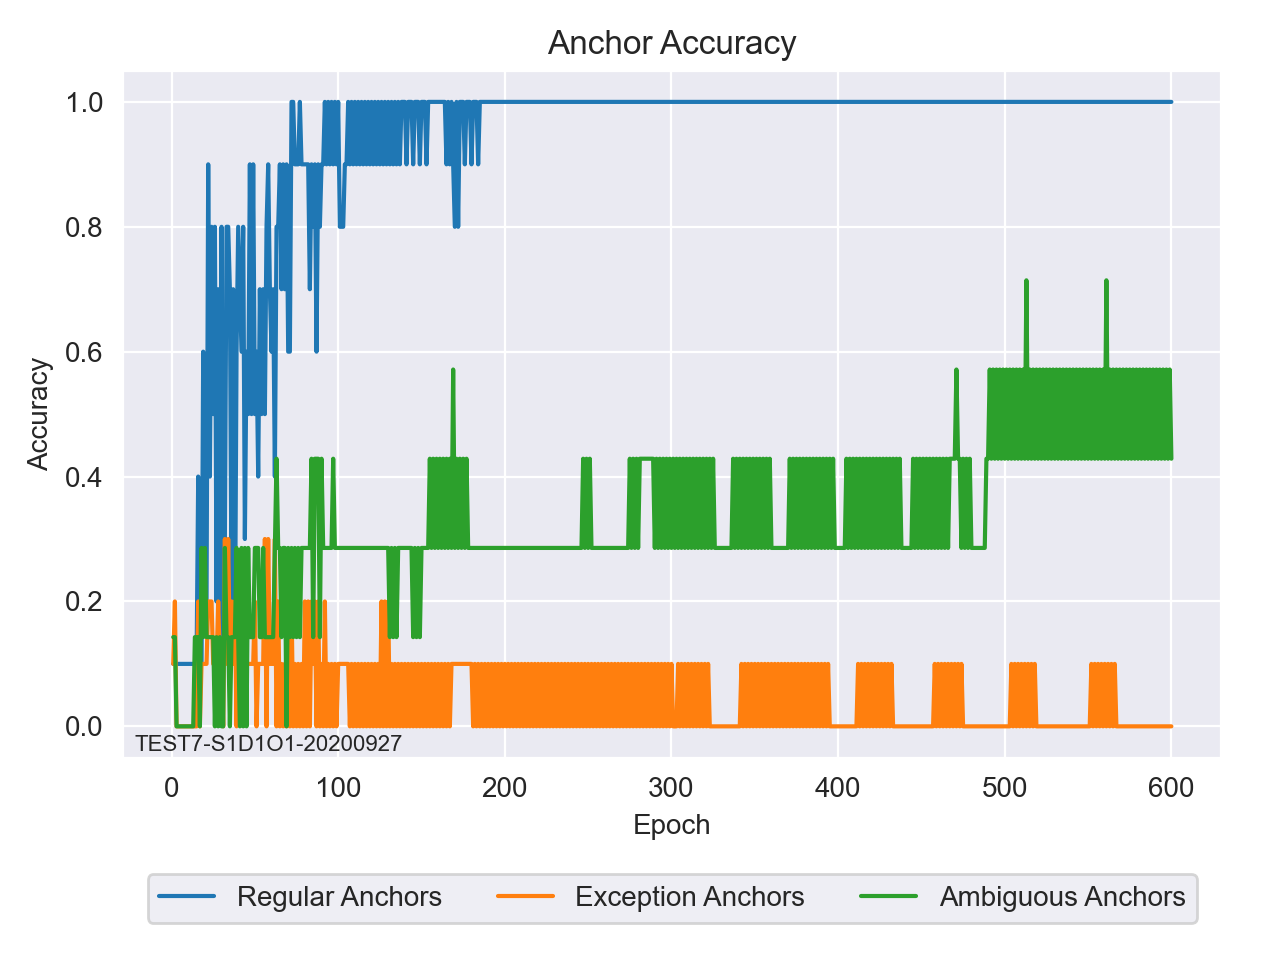 Anchor Accuracy
1.0
0.8
0.6
0.4
0.2
0.0
Accuracy
TEST7-S1D1O1-20200927
0 100 200 300 400 500 600
Epoch
Regular Anchors Exception Anchors Ambiguous Anchors